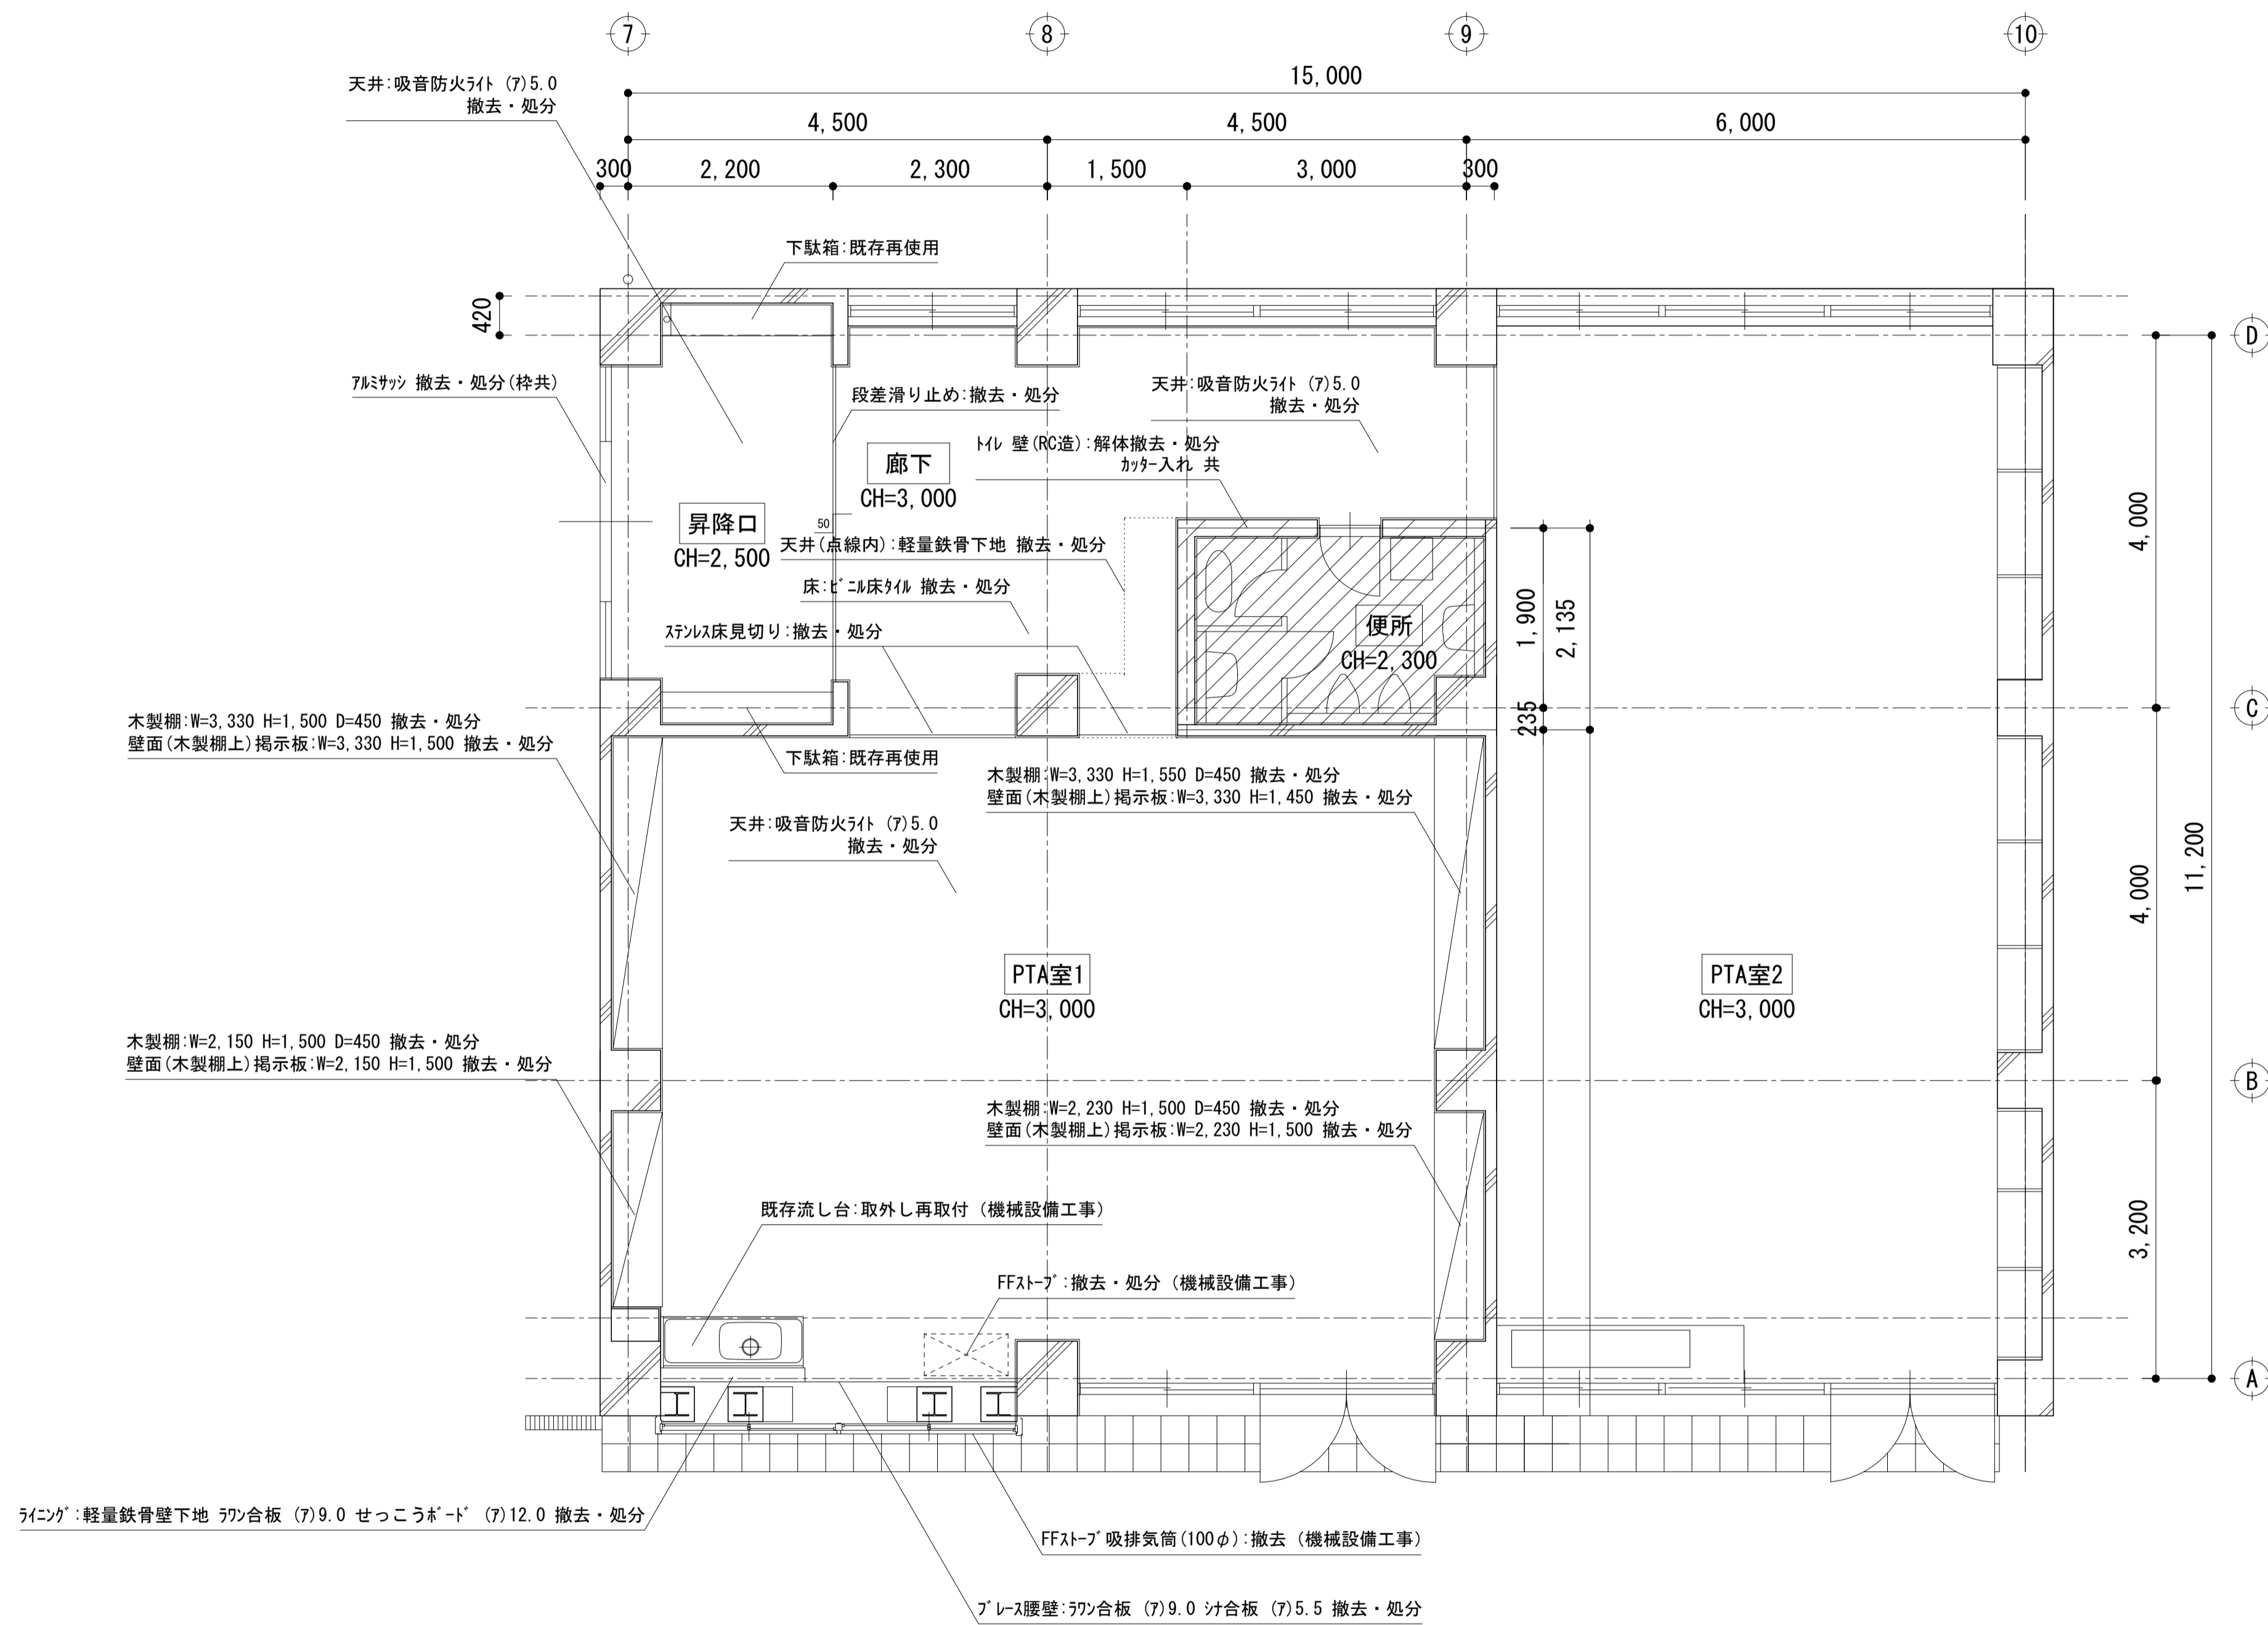 7
8
9
10
15,000
天井:吸音防火ﾗｲﾄ (ｱ)5.0
撤去・処分
4,500
4,500
6,000
300
2,200
2,300
1,500
3,000
300
下駄箱:既存再使用
420
D
ｱﾙﾐｻｯｼ 撤去・処分(枠共)
段差滑り止め:撤去・処分
天井:吸音防火ﾗｲﾄ (ｱ)5.0
撤去・処分
廊下
CH=3,000
ﾄｲﾚ 壁(RC造):解体撤去・処分
ｶｯﾀｰ入れ 共
昇降口
CH=2,500
50
天井(点線内):軽量鉄骨下地 撤去・処分
床:ﾋﾞﾆﾙ床ﾀｲﾙ 撤去・処分
ｽﾃﾝﾚｽ床見切り:撤去・処分
便所
CH=2,300
1,900
2,135
235
4,000
C
木製棚:W=3,330 H=1,500 D=450 撤去・処分
壁面(木製棚上)掲示板:W=3,330 H=1,500 撤去・処分
下駄箱:既存再使用
木製棚:W=3,330 H=1,550 D=450 撤去・処分
壁面(木製棚上)掲示板:W=3,330 H=1,450 撤去・処分
天井:吸音防火ﾗｲﾄ (ｱ)5.0
撤去・処分
4,000
11,200
PTA室1
CH=3,000
PTA室2
CH=3,000
木製棚:W=2,150 H=1,500 D=450 撤去・処分
壁面(木製棚上)掲示板:W=2,150 H=1,500 撤去・処分
B
木製棚:W=2,230 H=1,500 D=450 撤去・処分
壁面(木製棚上)掲示板:W=2,230 H=1,500 撤去・処分
3,200
既存流し台:取外し再取付 (機械設備工事)
FFｽﾄｰﾌﾞ:撤去・処分 (機械設備工事)
A
ﾗｲﾆﾝｸﾞ:軽量鉄骨壁下地 ﾗﾜﾝ合板 (ｱ)9.0 せっこうﾎﾞｰﾄﾞ (ｱ)12.0 撤去・処分
FFｽﾄｰﾌﾞ吸排気筒(100φ):撤去 (機械設備工事)
ﾌﾞﾚｰｽ腰壁:ﾗﾜﾝ合板 (ｱ)9.0 ｼﾅ合板 (ｱ)5.5 撤去・処分